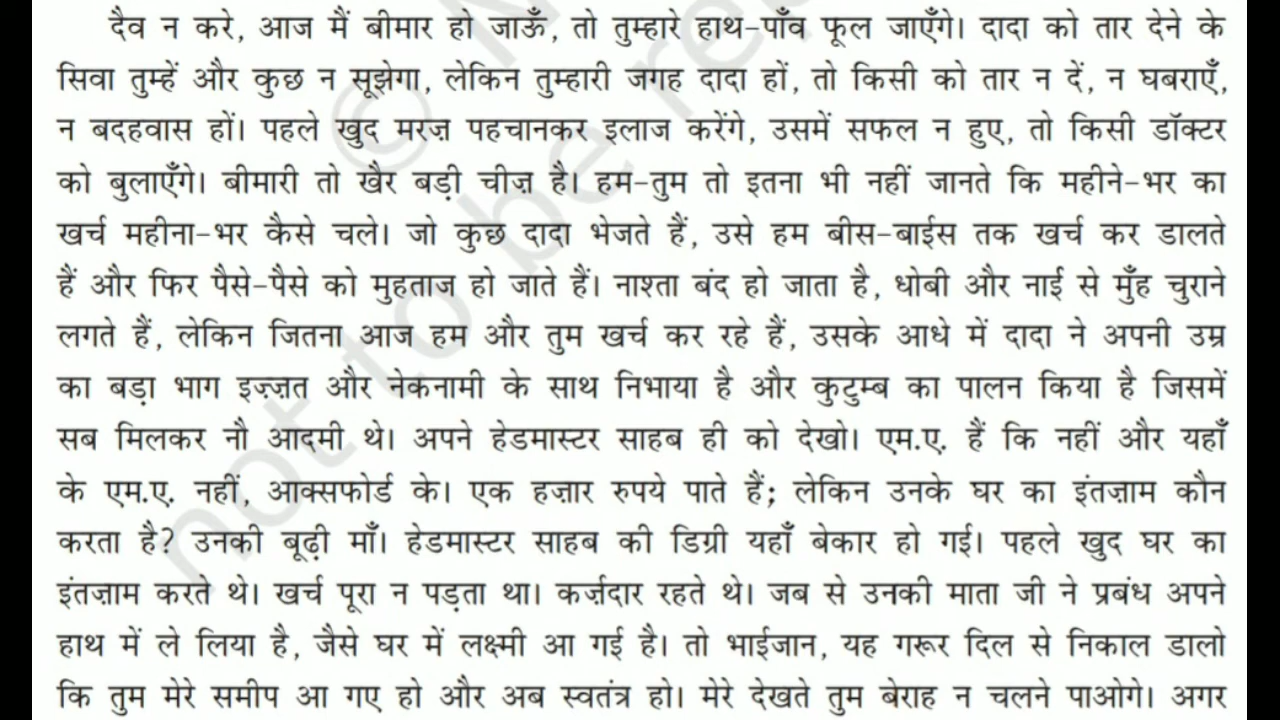 दैव न करे, आज मैं बीमार हो जाऊँ, तो तुम्हारे हाथ-पाँव फूल जाएँगे। दादा को तार देने के
सिवा तुम्हें और कुछ न सूझेगा, लेकिन तुम्हारी जगह दादा हों, तो किसी को तार न दें, न घबराएँ,
न बदहवास हों। पहले खुद मरज़ पहचानकर इलाज करेंगे, उसमें सफल न हुए, तो किसी डॉक्टर
को बुलाएँगे। बीमारी तो खैर बड़ी चीज़ है। हम-तुम तो इतना भी नहीं जानते कि महीने-भर का
खर्च महीना-भर कैसे चले। जो कुछ दादा भेजते हैं, उसे हम बीस-बाईस तक खर्च कर डालते
हैं और फिर पैसे-पैसे को मुहताज हो जाते हैं। नाश्ता बंद हो जाता है, धोबी और नाई से मुँह चुराने
लगते हैं, लेकिन जितना आज हम और तुम खर्च कर रहे हैं, उसके आधे में दादा ने अपनी उम्र
का बड़ा भाग इज़्ज़त और नेकनामी के साथ निभाया है और कुटुम्ब का पालन किया है जिसमें
सब मिलकर नौ आदमी थे। अपने हेडमास्टर साहब ही को देखो। एम.ए. हैं कि नहीं और यहाँ
के एम.ए. नहीं, आक्सफोर्ड के। एक हज़ार रुपये पाते हैं; लेकिन उनके घर का इंतज़ाम कौन
करता है? उनकी बूढ़ी माँ। हेडमास्टर साहब की डिग्री यहाँ बेकार हो गई। पहले खुद घर का
इंतज़ाम करते थे। खर्च पूरा न पड़ता था। कर्ज़दार रहते थे। जब से उनकी माता जी ने प्रबंध अपने
हाथ में ले लिया है, जैसे घर में लक्ष्मी आ गई है। तो भाईजान, यह गरूर दिल से निकाल डालो
कि तुम मेरे समीप आ गए हो और अब स्वतंत्र हो। मेरे देखते तुम बेराह न चलने पाओगे। अगर
© N
not to be re